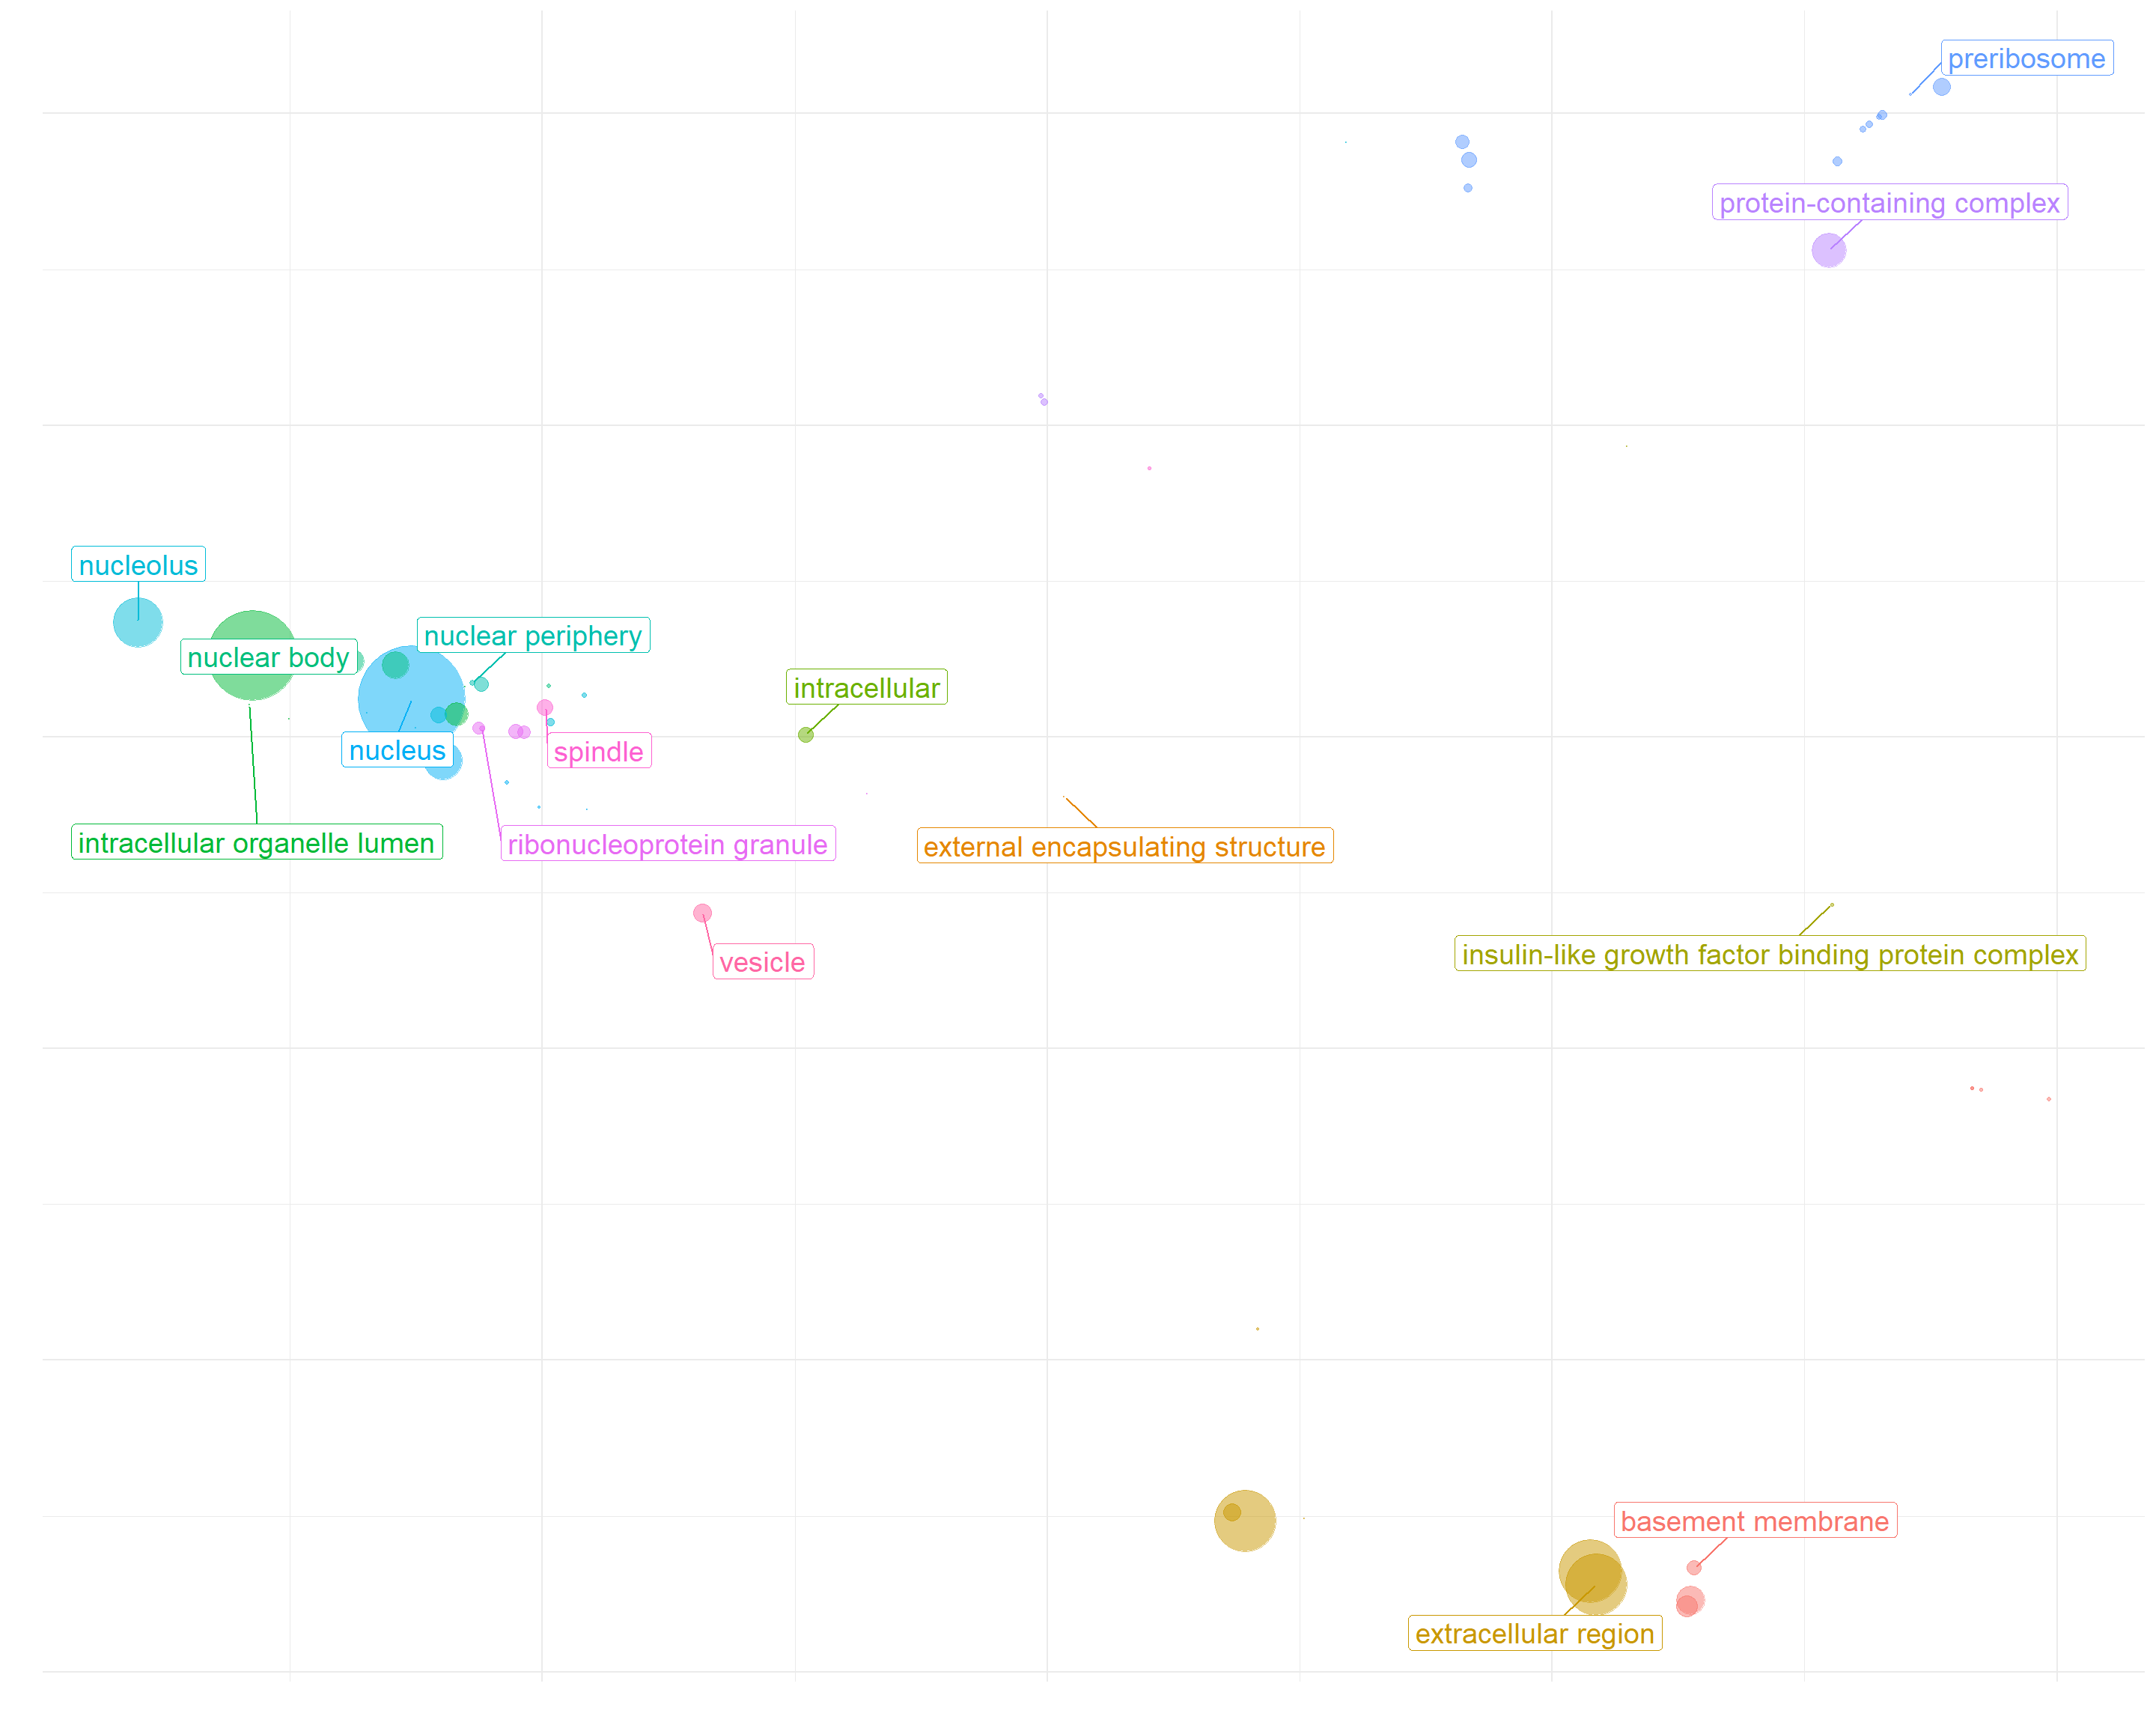 preribosome
protein-containing complex
nucleolus
nuclear periphery
nuclear body
intracellular
nucleus
spindle
intracellular organelle lumen
ribonucleoprotein granule
external encapsulating structure
vesicle
insulin-like growth factor binding protein complex
basement membrane
extracellular region